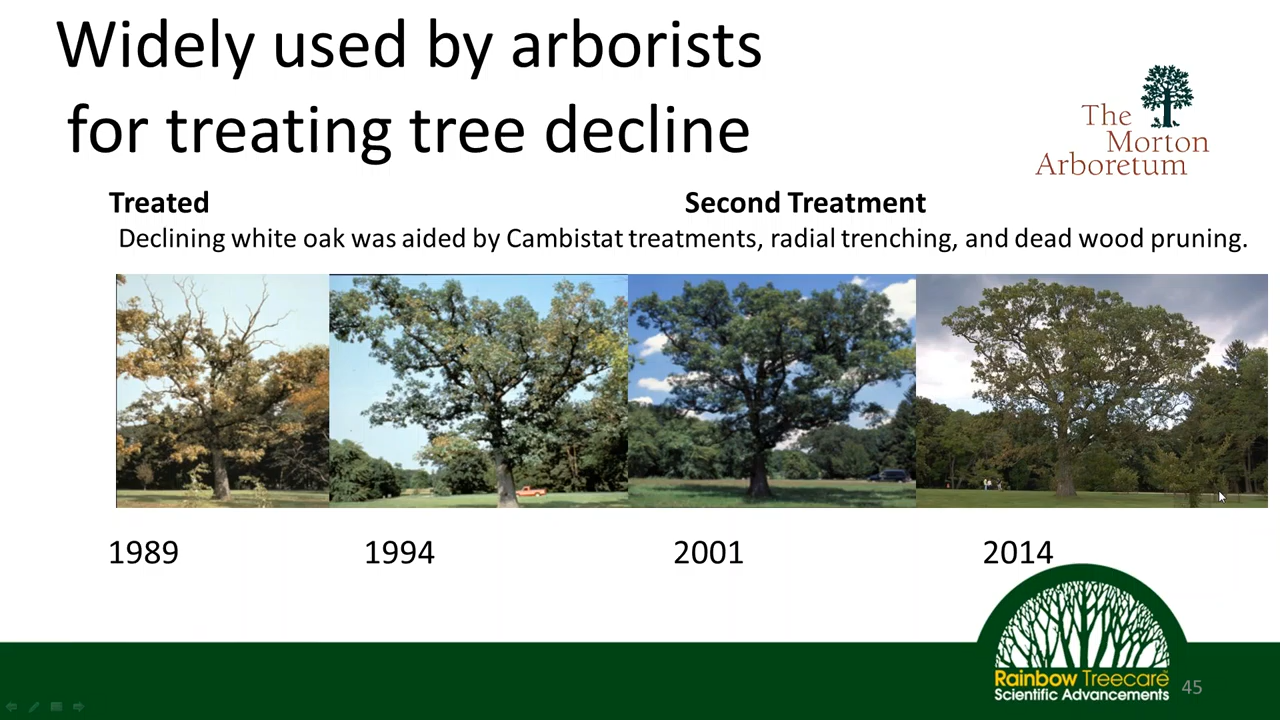 Widely used by arborists
for treating tree decline
The
Morton
Arboretum
Treated
Second Treatment
Declining white oak was aided by Cambistat treatments, radial trenching, and dead wood pruning.
1989
1994
2001
2014
Rainbow Treecare
Scientific Advancements
45